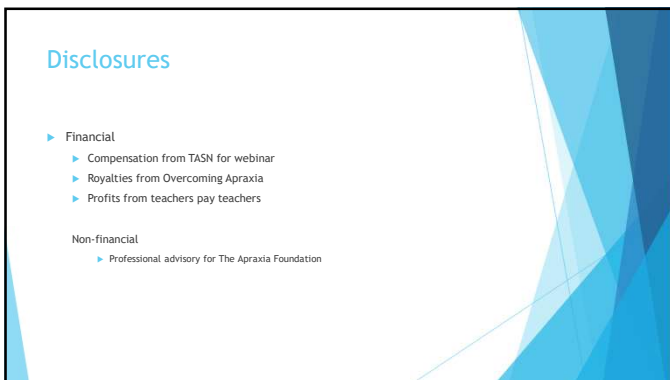 Disclosures
Financial
Compensation from TASN for webinar
Royalties from Overcoming Apraxia
Profits from teachers pay teachers
Non-financial
Professional advisory for The Apraxia Foundation